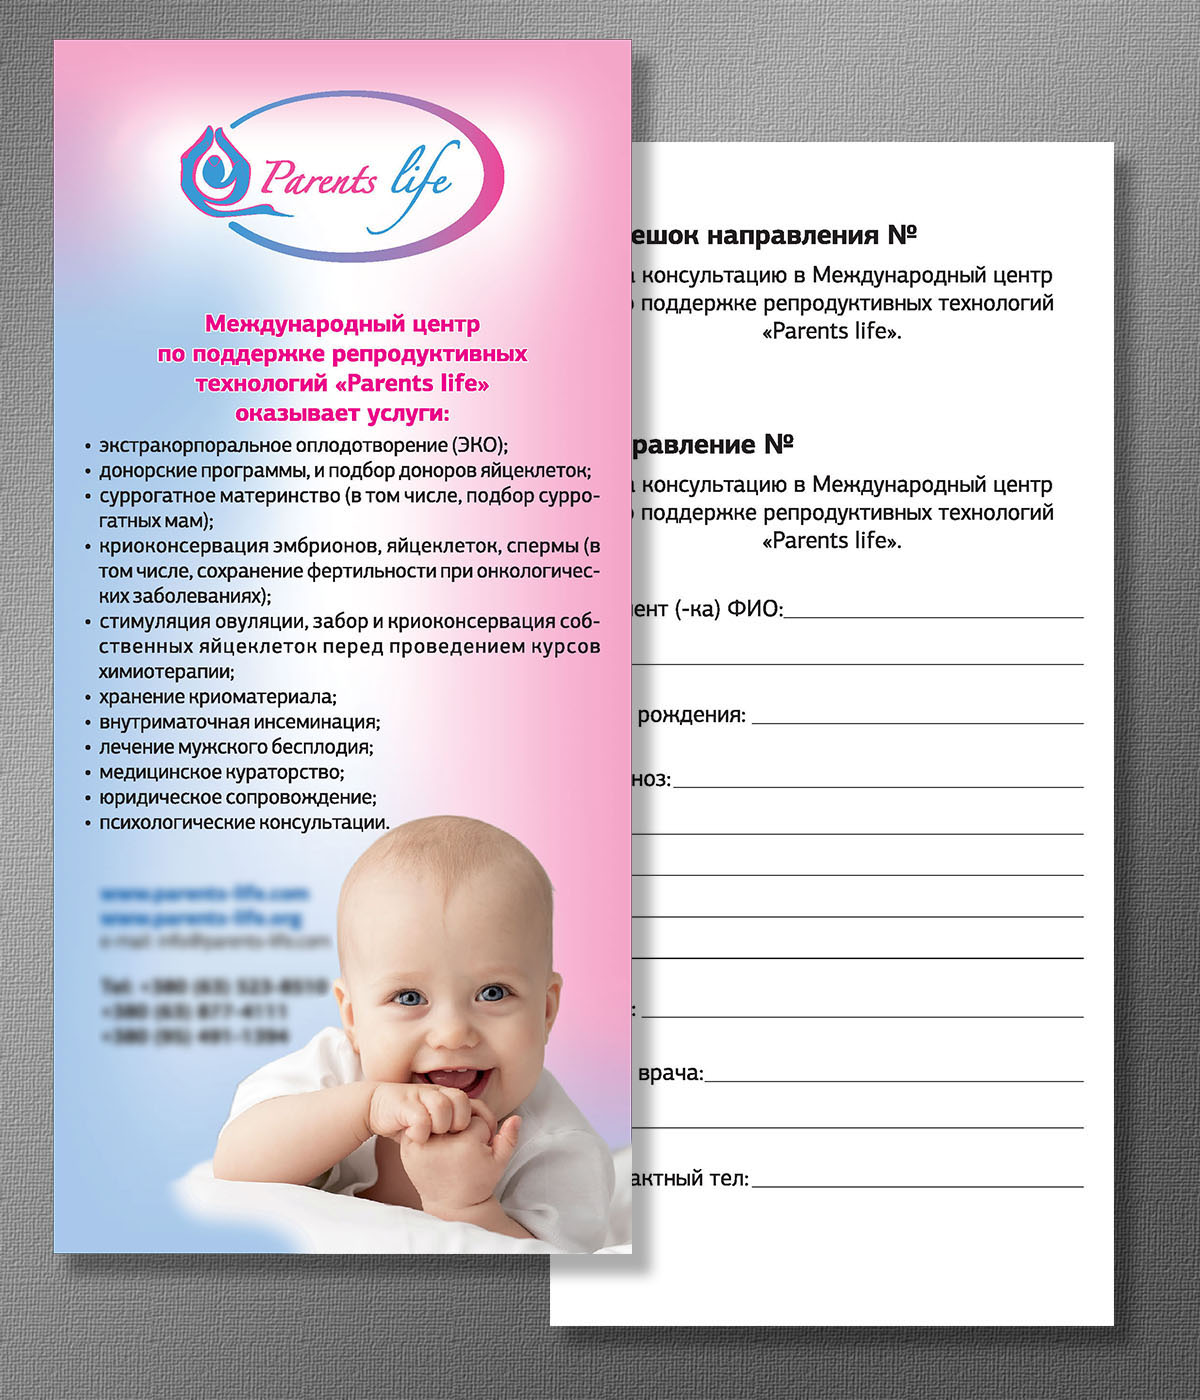 Parents life
Международный центр
по поддержке репродуктивных
технологий «Parents life»
оказывает услуги:
• экстракорпоральное оплодотворение (ЭКО);
• донорские программы, и подбор доноров яйцеклеток;
• суррогатное материнство (в том числе, подбор сурро-
гатных мам);
• криоконсервация эмбрионов, яйцеклеток, спермы (в
том числе, сохранение фертильности при онкологичес-
ких заболеваниях);
• стимуляция овуляции, забор и криоконсервация соб-
ственных яйцеклеток перед проведением курсов
химиотерапии;
• хранение криоматериала;
• внутриматочная инсеминация;
• лечение мужского бесплодия;
• медицинское кураторство;
• юридическое сопровождение;
• психологические консультации.
ешок направления №
консультацию в Международный центр
поддержке репродуктивных технологий
«Parents life».
равление №
консультацию в Международный центр
поддержке репродуктивных технологий
«Parents life».
ент (-ка) ФИО:
рождения:
ноз:
:
врача:
актный тел: